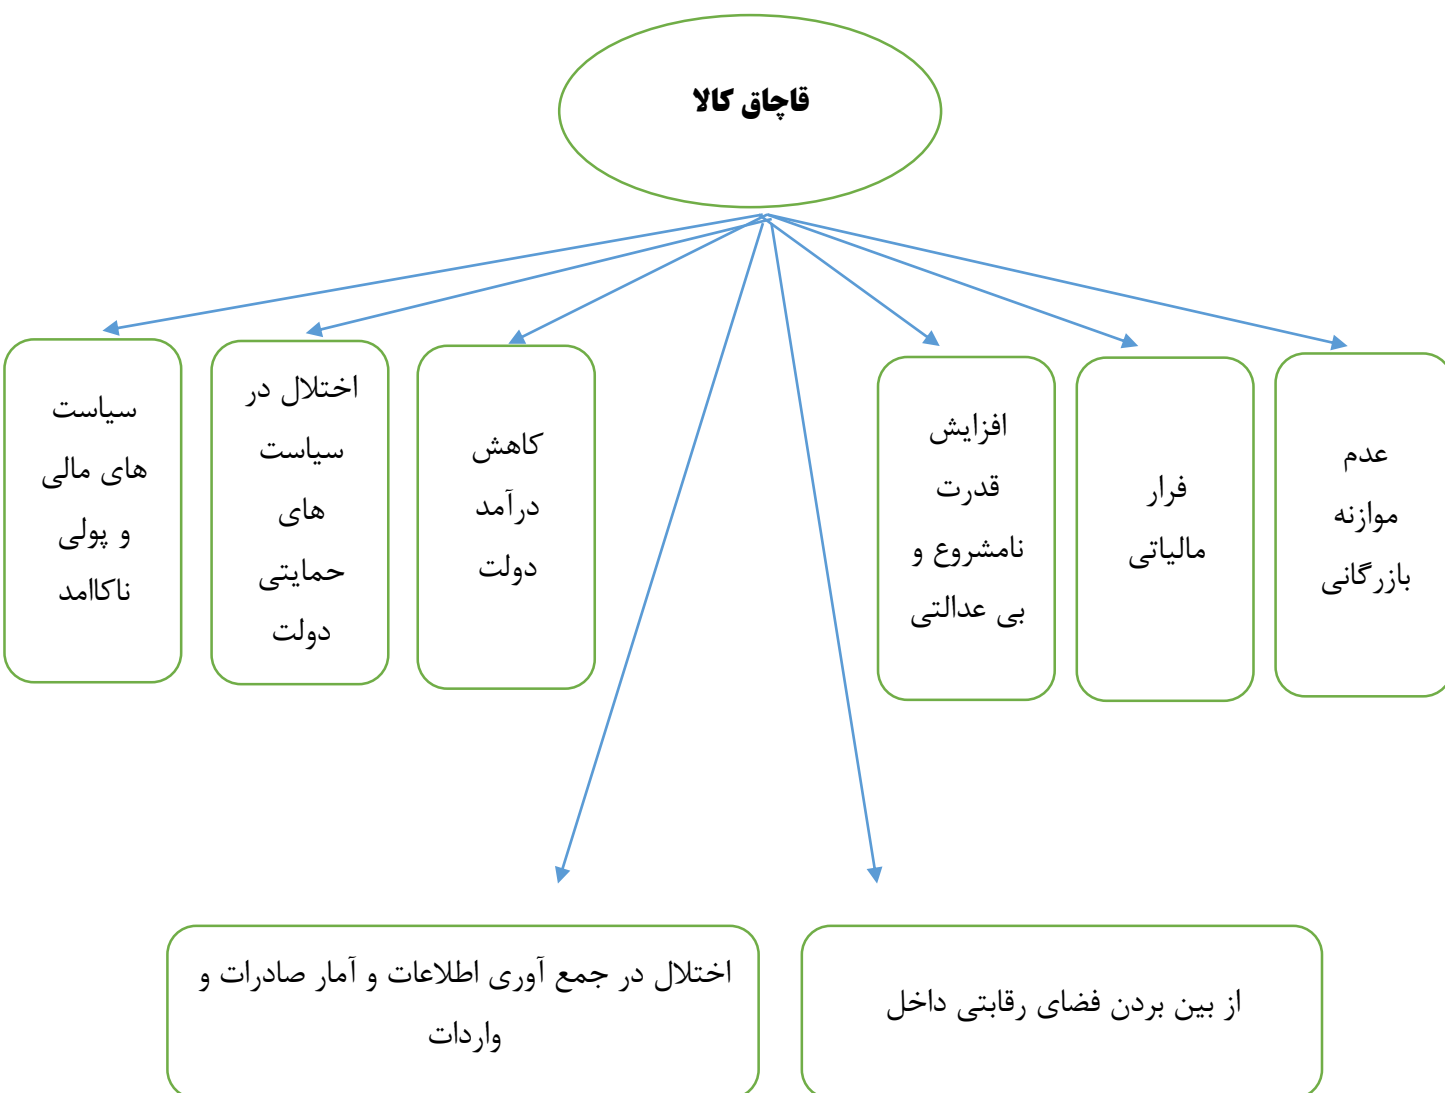 قاچاق کالا
عدم
موازنه
بازرگانی
فرار
مالیاتی
افزایش
قدرت
نامشروع و
بی عدالتی
کاهش
درآمد
دولت
اختلال در
سیاست
های
حمایتی
دولت
سیاست
های مالی
و پولی
ناکاامد
از بین بردن فضای رقابتی داخل
اختلال در جمع آوری اطلاعات و آمار صادرات و
واردات